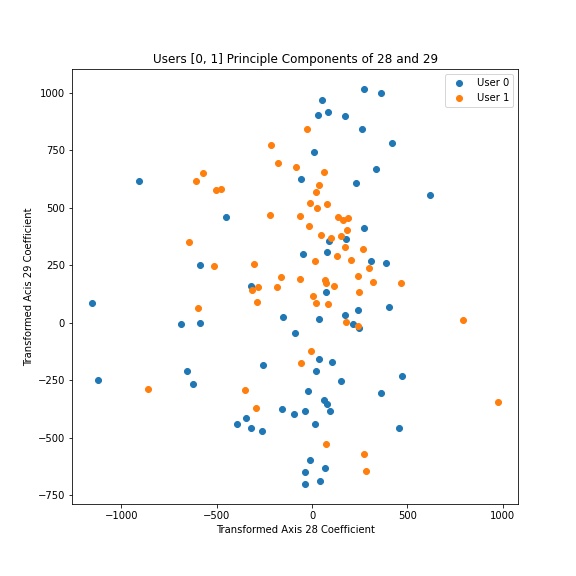 Users [0, 1] Principle Components of 28 and 29
User 0
User 1
1000
750
500
250
0
−250
−500
−750
Transformed Acis 29 Coefficient
−1000
−500
0
500
1000
Transformed Axis 28 Coefficient